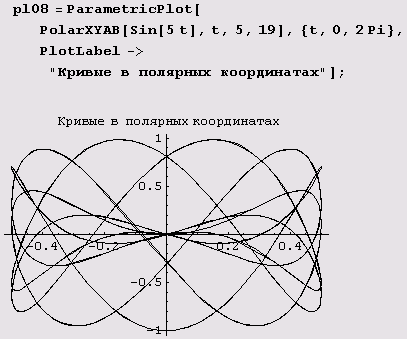 pl08 = ParametricPlot[
PolarXYAB[Sin[5 t], t, 5, 19], {t, 0, 2 Pi},
PlotLabel ->
"Кривые в полярных координатах"];
Кривые в полярных координатах
1
0.5
-0.4 -0.2 0.2 0.4
-0.5
-1